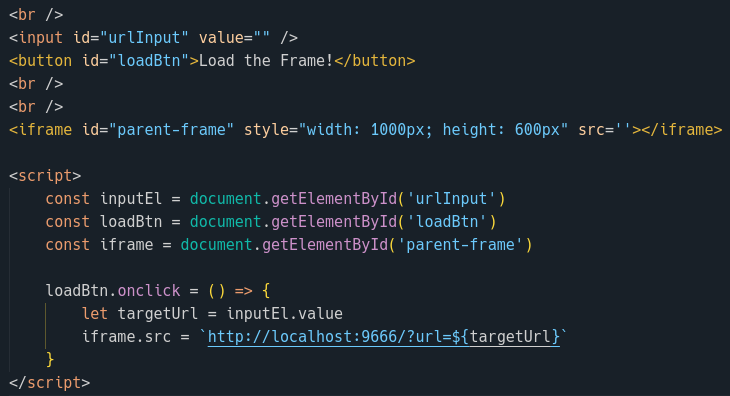 <br />
<input id="urlInput" value="" />
<button id="loadBtn">Load the Frame!</button>
<br />
<br />
<iframe id="parent-frame" style="width: 1000px; height: 600px" src=''></iframe>

<script>
    const inputEl = document.getElementById('urlInput')
    const loadBtn = document.getElementById('loadBtn')
    const iframe = document.getElementById('parent-frame')

    loadBtn.onclick = () => {
        let targetUrl = inputEl.value
        iframe.src = `http://localhost:9666/?url=${targetUrl}`
    }
</script>